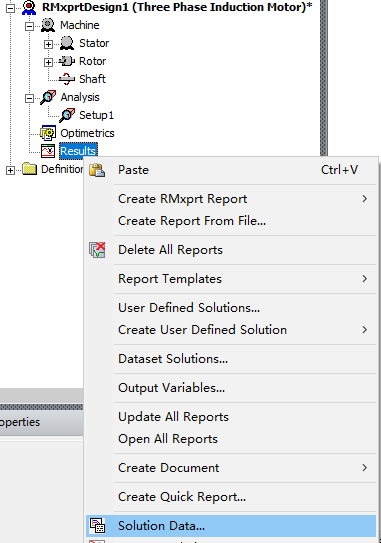 RMxprtDesign1 (Three Phase Induction Motor)*
Machine
Stator
Rotor
Shaft
Analysis
Setup1
Optimetrics
Results
Definition
Paste Ctrl+V
Create RMxprt Report
Create Report From File...
Delete All Reports
Report Templates
User Defined Solutions...
Create User Defined Solution
Dataset Solutions...
Output Variables...
Update All Reports
Open All Reports
operties
Create Document
Create Quick Report...
Solution Data...